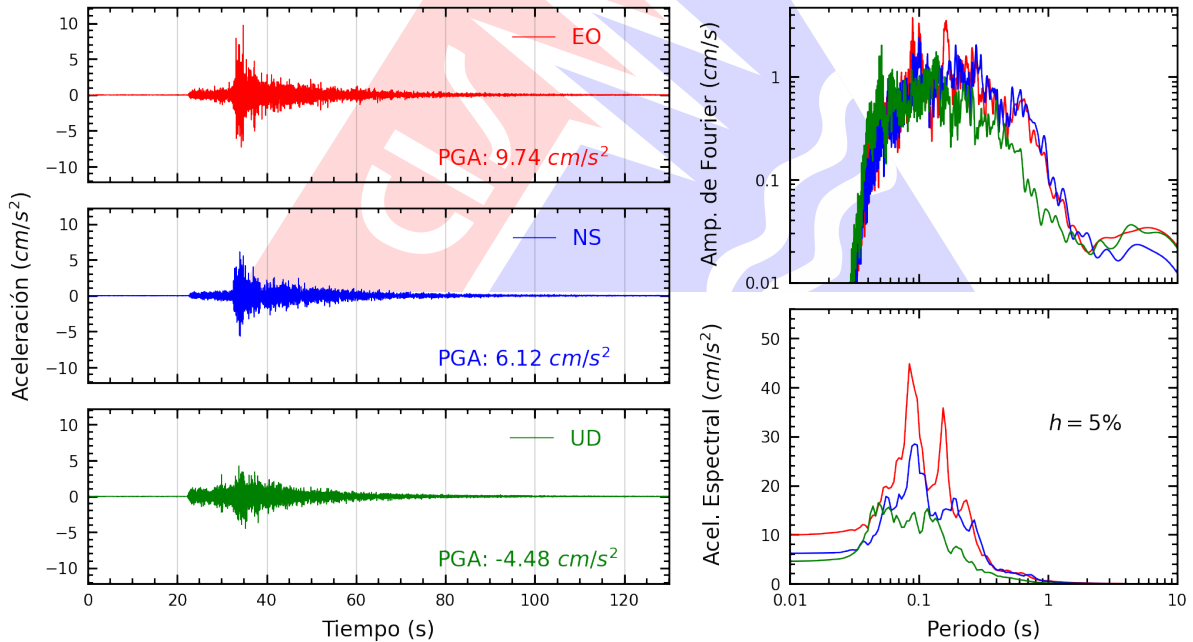 EO
PGA: 9.74 cm/s²
10
5
0
−5
−10
NS
PGA: 6.12 cm/s²
10
5
0
−5
−10
UD
PGA: -4.48 cm/s²
10
5
0
−5
−10
Aceleración (cm/s²)
0 20 40 60 80 100 120
Tiempo (s)
Amp. de Fourier (cm/s)
1
0.1
0.01
Acel. Espectral (cm/s²)
50
40
30
20
10
0
h = 5%
0.01 0.1 1 10
Periodo (s)
CISMID